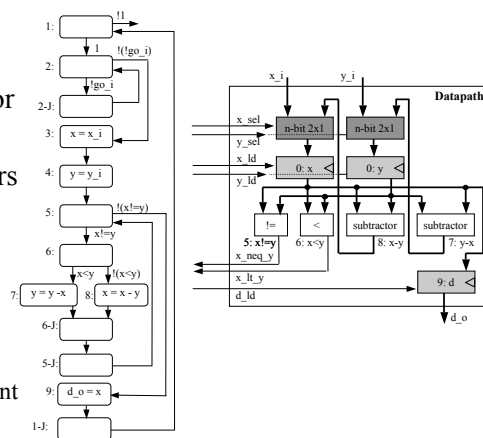 1:
!1
1
2:
!(!go_i)
!go_i
or
2-J:
3:
x = x_i
ers
4:
y = y_i
5:
!(x!=y)
x!=y
6:
x<y
!(x<y)
7:
y = y -x
8:
x = x - y
6-J:
5-J:
nt
9:
d_o = x
1-J:
x_i
y_i
Datapath
x_sel
n-bit 2x1
n-bit 2x1
y_sel
x_ld
0: x
0: y
y_ld
!=
<
subtractor
subtractor
5: x!=y
6: x<y
8: x-y
7: y-x
x_neq_y
x_lt_y
9: d
d_ld
d_o